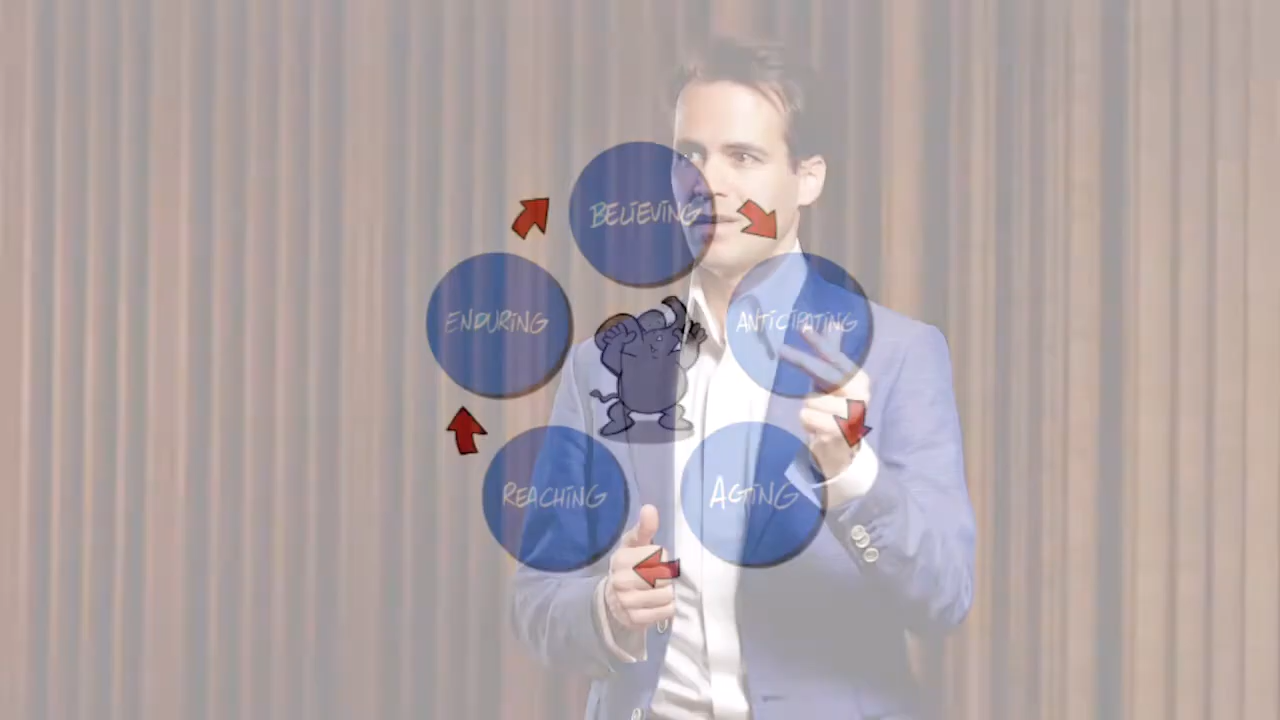 BELIEVING
ANTICIPATING
ACTING
REACHING
ENDURING